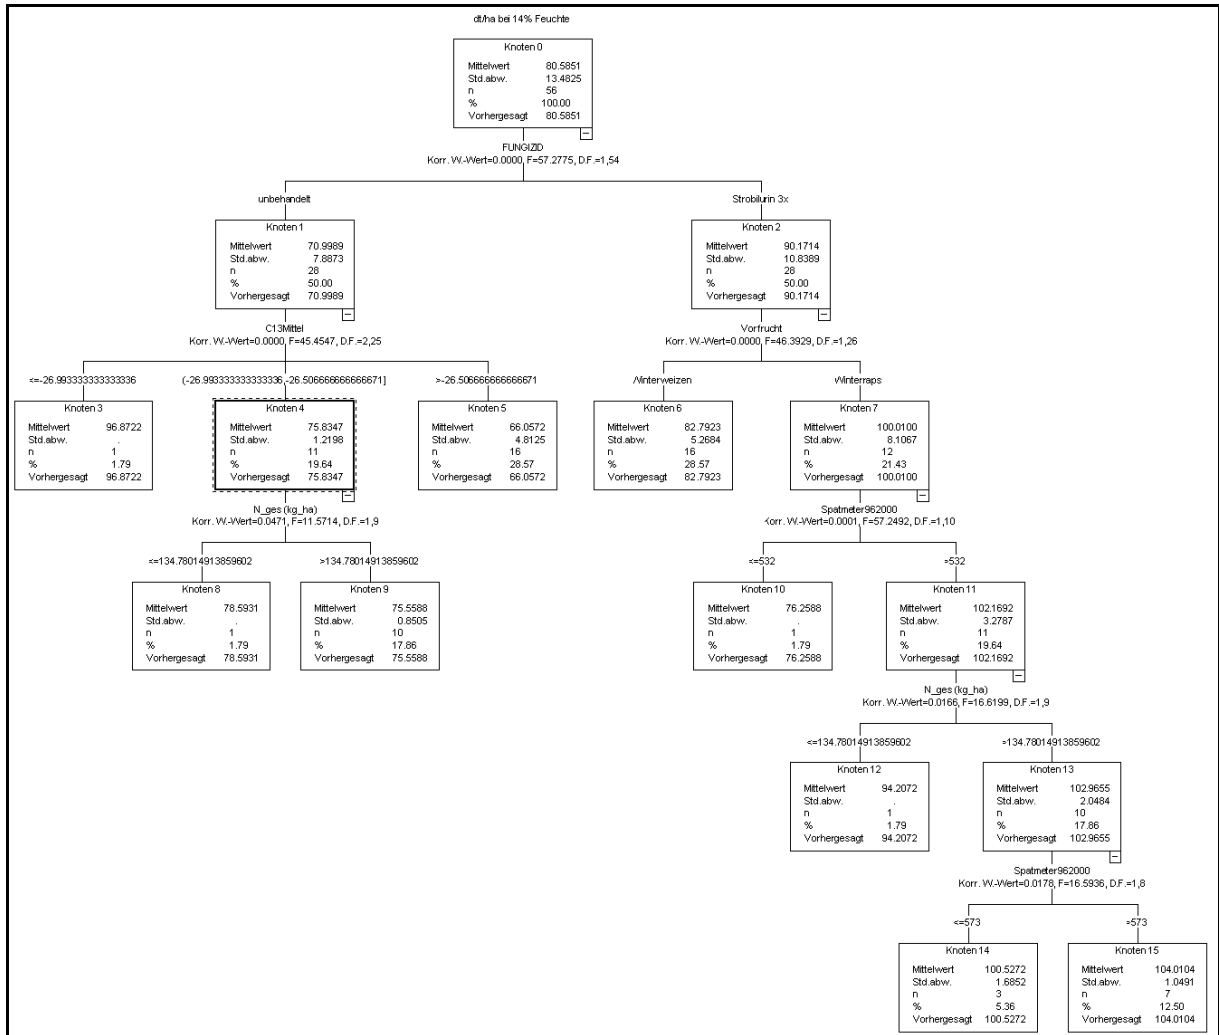 dt/ha bei 14% Feuchte
Knoten 0
Mittelwert 80.5851
Std.abw. 13.4825
n 56
% 100.00
Vorhergesagt 80.5851
FUNGIZID
Korr. W.-Wert=0.0000, F=57.2775, D.F.=1,54
unbehandelt
Strobilurin 3x
Knoten 1
Mittelwert 70.9989
Std.abw. 7.8873
n 28
% 50.00
Vorhergesagt 70.9989
Knoten 2
Mittelwert 90.1714
Std.abw. 10.8389
n 28
% 50.00
Vorhergesagt 90.1714
C13Mittel
Korr. W.-Wert=0.0000, F=45.4547, D.F.=2,25
Vorfrucht
Korr. W.-Wert=0.0000, F=46.3929, D.F.=1,26
<=-26.993333333333336
(-26.993333333333336,-26.506666666666671]
>-26.506666666666671
Winterweizen
Winterraps
Knoten 3
Mittelwert 96.8722
Std.abw. .
n 1
% 1.79
Vorhergesagt 96.8722
Knoten 4
Mittelwert 75.8347
Std.abw. 1.2198
n 11
% 19.64
Vorhergesagt 75.8347
Knoten 5
Mittelwert 66.0572
Std.abw. 4.8125
n 16
% 28.57
Vorhergesagt 66.0572
Knoten 6
Mittelwert 82.7923
Std.abw. 5.2684
n 16
% 28.57
Vorhergesagt 82.7923
Knoten 7
Mittelwert 100.0100
Std.abw. 8.1067
n 12
% 21.43
Vorhergesagt 100.0100
N_ges (kg_ha)
Korr. W.-Wert=0.0471, F=11.5714, D.F.=1,9
Spatmeter962000
Korr. W.-Wert=0.0001, F=57.2492, D.F.=1,10
<=134.78014913859602
>134.78014913859602
<=532
>532
Knoten 8
Mittelwert 78.5931
Std.abw. .
n 1
% 1.79
Vorhergesagt 78.5931
Knoten 9
Mittelwert 75.5588
Std.abw. 0.8505
n 10
% 17.86
Vorhergesagt 75.5588
Knoten 10
Mittelwert 76.2588
Std.abw. .
n 1
% 1.79
Vorhergesagt 76.2588
Knoten 11
Mittelwert 102.1692
Std.abw. 3.2787
n 11
% 19.64
Vorhergesagt 102.1692
N_ges (kg_ha)
Korr. W.-Wert=0.0166, F=16.6199, D.F.=1,9
<=134.78014913859602
>134.78014913859602
Knoten 12
Mittelwert 94.2072
Std.abw. .
n 1
% 1.79
Vorhergesagt 94.2072
Knoten 13
Mittelwert 102.9655
Std.abw. 2.0484
n 10
% 17.86
Vorhergesagt 102.9655
Spatmeter962000
Korr. W.-Wert=0.0178, F=16.5936, D.F.=1,8
<=573
>573
Knoten 14
Mittelwert 100.5272
Std.abw. 1.6852
n 3
% 5.36
Vorhergesagt 100.5272
Knoten 15
Mittelwert 104.0104
Std.abw. 1.0491
n 7
% 12.50
Vorhergesagt 104.0104